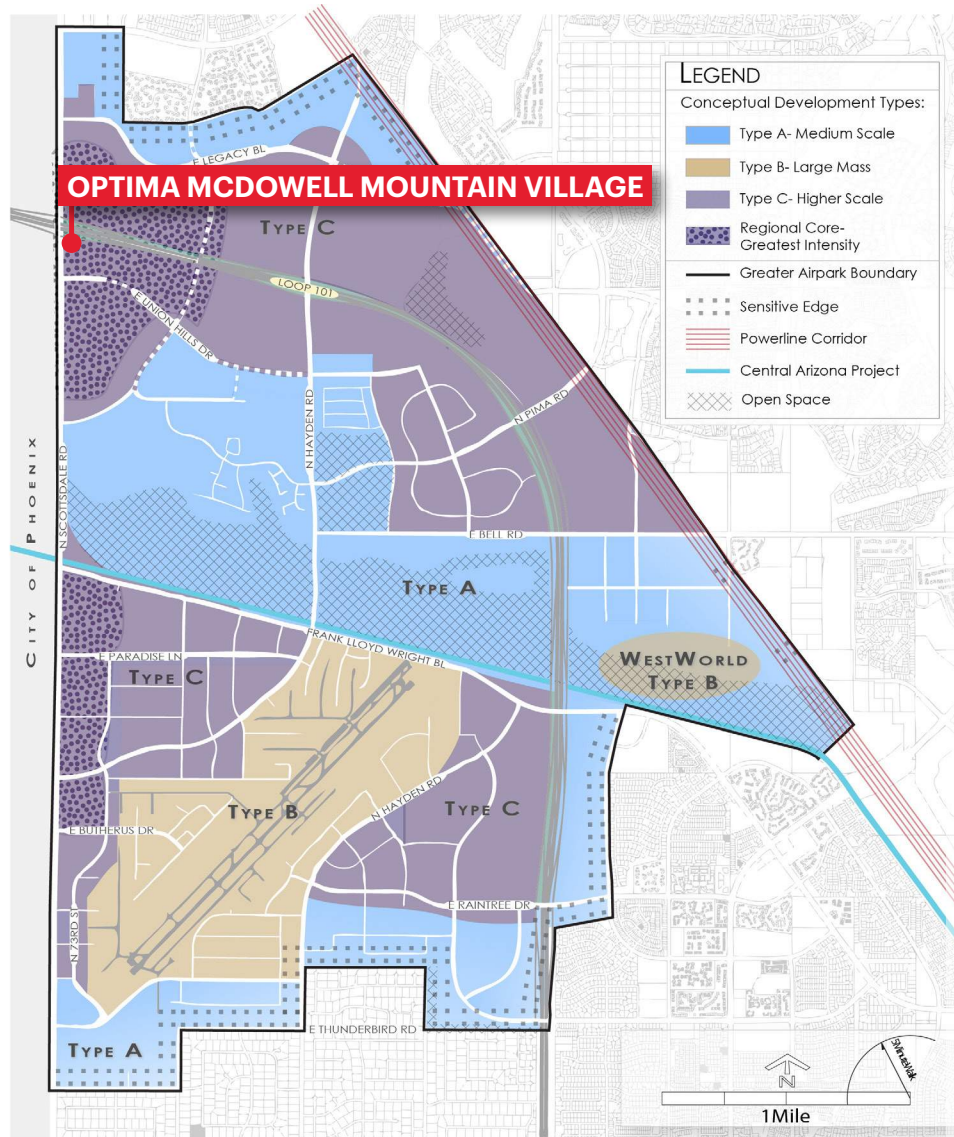 LEGEND
Conceptual Development Types:
Type A- Medium Scale
Type B- Large Mass
Type C- Higher Scale
Regional Core-
Greatest Intensity
Greater Airpark Boundary
Sensitive Edge
Powerline Corridor
Central Arizona Project
Open Space
E LEGACY BL
OPTIMA MCDOWELL MOUNTAIN VILLAGE
TYPE C
LOOP 101
E UNION HILLS DR
N HAYDEN RD
N PIMA RD
CITY OF PHOENIX
N SCOTTSDALE RD
E BELL RD
TYPE A
FRANK LLOYD WRIGHT BL
E PARADISE LN
TYPE C
WESTWORLD
TYPE B
N HAYDEN RD
TYPE B
TYPE C
E BUTHERUS DR
E RAINTREE DR
N 73RD ST
E THUNDERBIRD RD
TYPE A
5MinuteWalk
N
1Mile